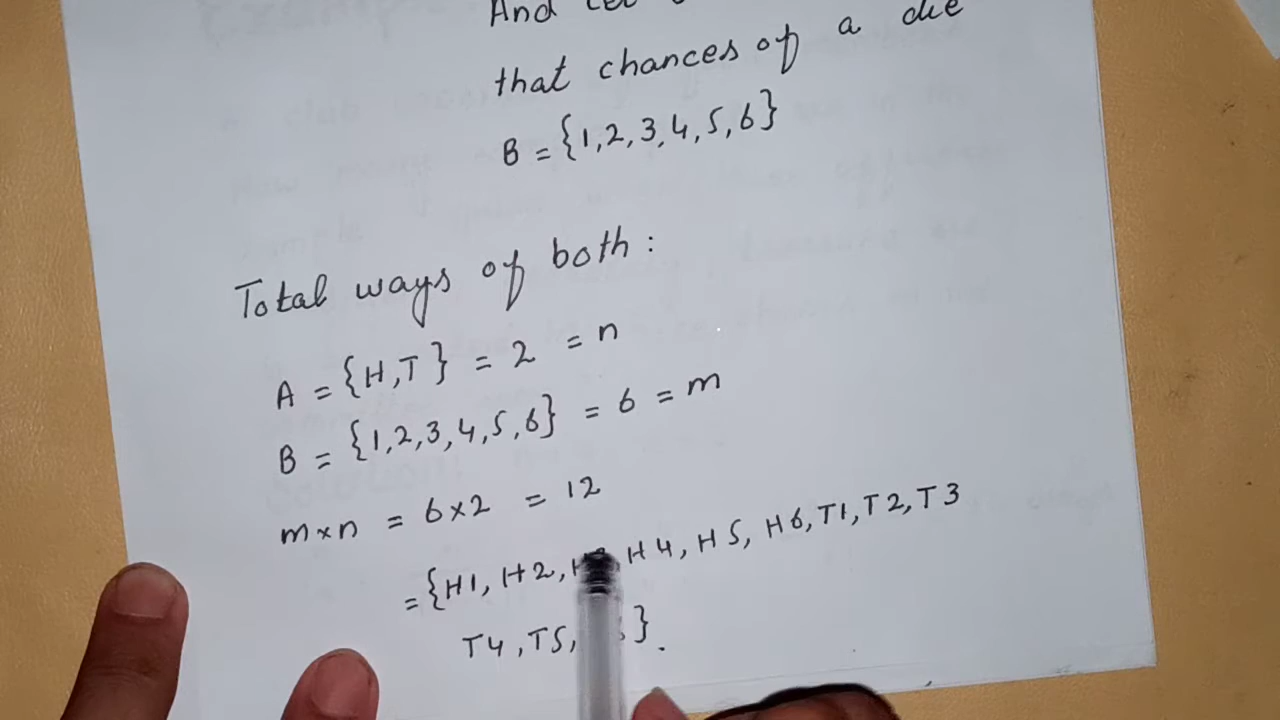 And
that chances of a die
B = {1,2,3,4,5,6}
Total ways of both :
A = {H,T} = 2 = n
B = {1,2,3,4,5,6} = 6 = m
m×n = 6×2 = 12
= {H1, H2, H4, H5, H6, T1, T2, T3
T4, T5, }.